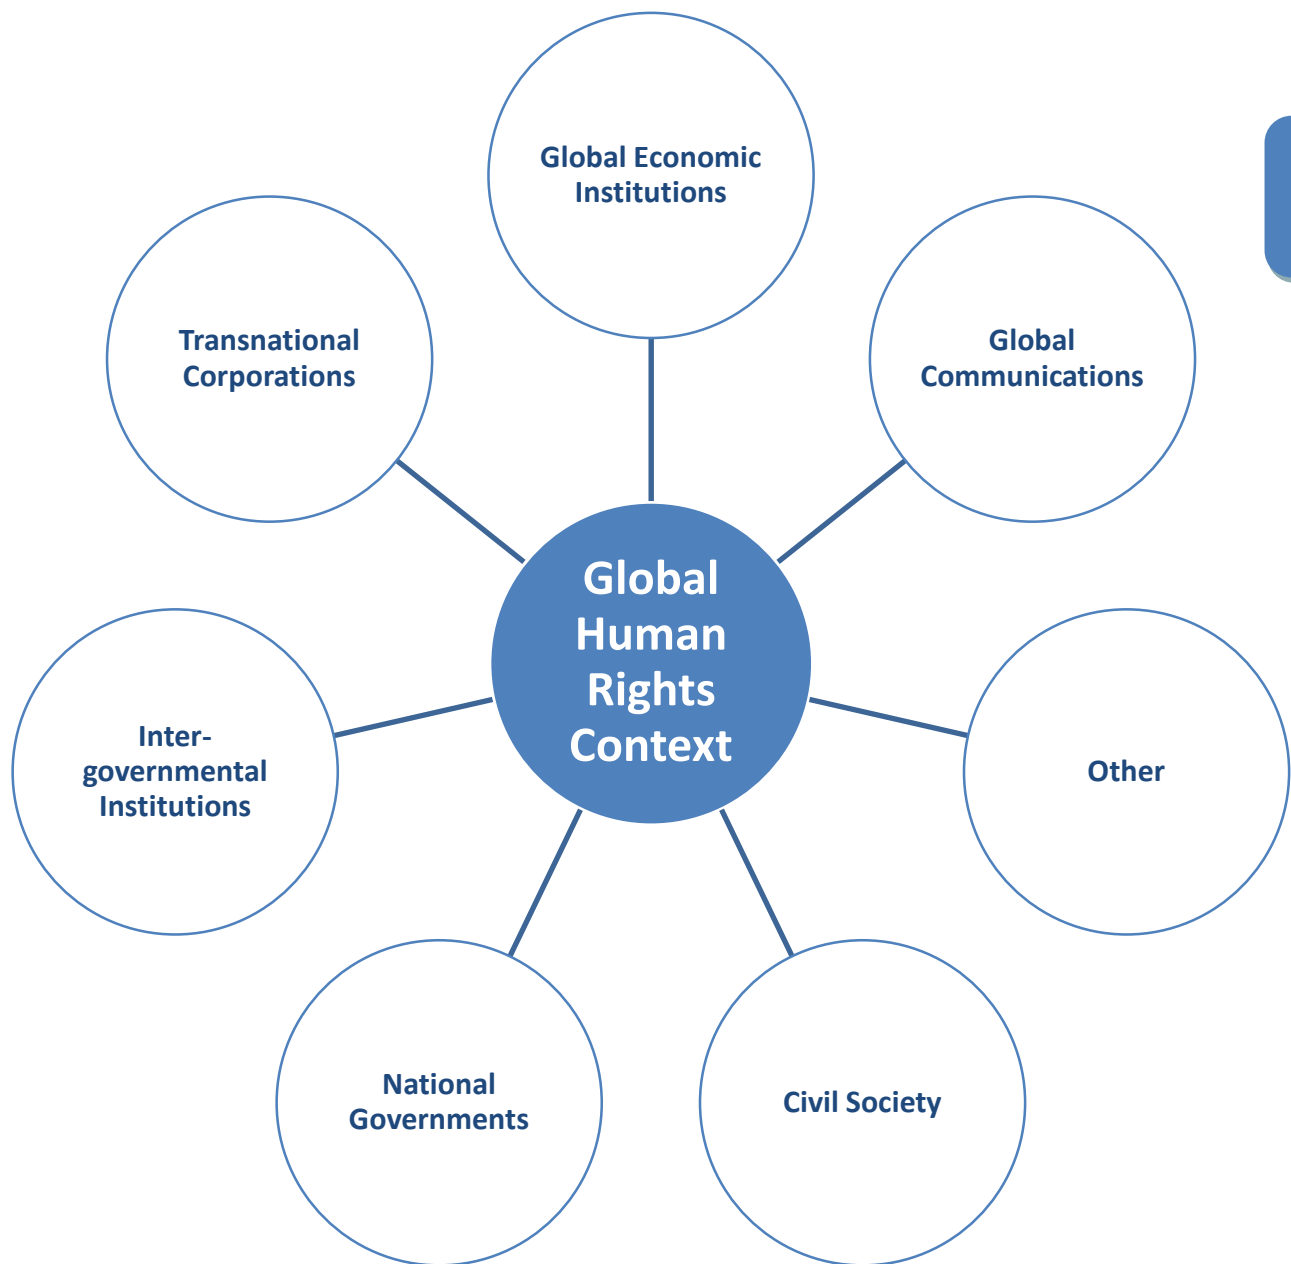 Global Economic
Institutions
Transnational
Corporations
Global
Communications
Global
Human
Rights
Context
Inter-
governmental
Institutions
Other
National
Governments
Civil Society